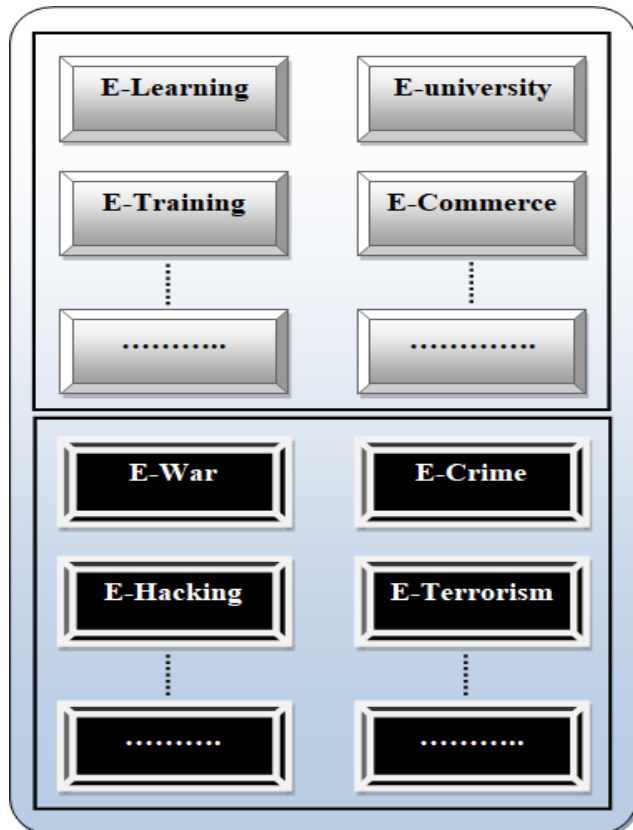 E-Learning
E-university
E-Training
E-Commerce
...........
.............
E-War
E-Crime
E-Hacking
E-Terrorism
..........
...........